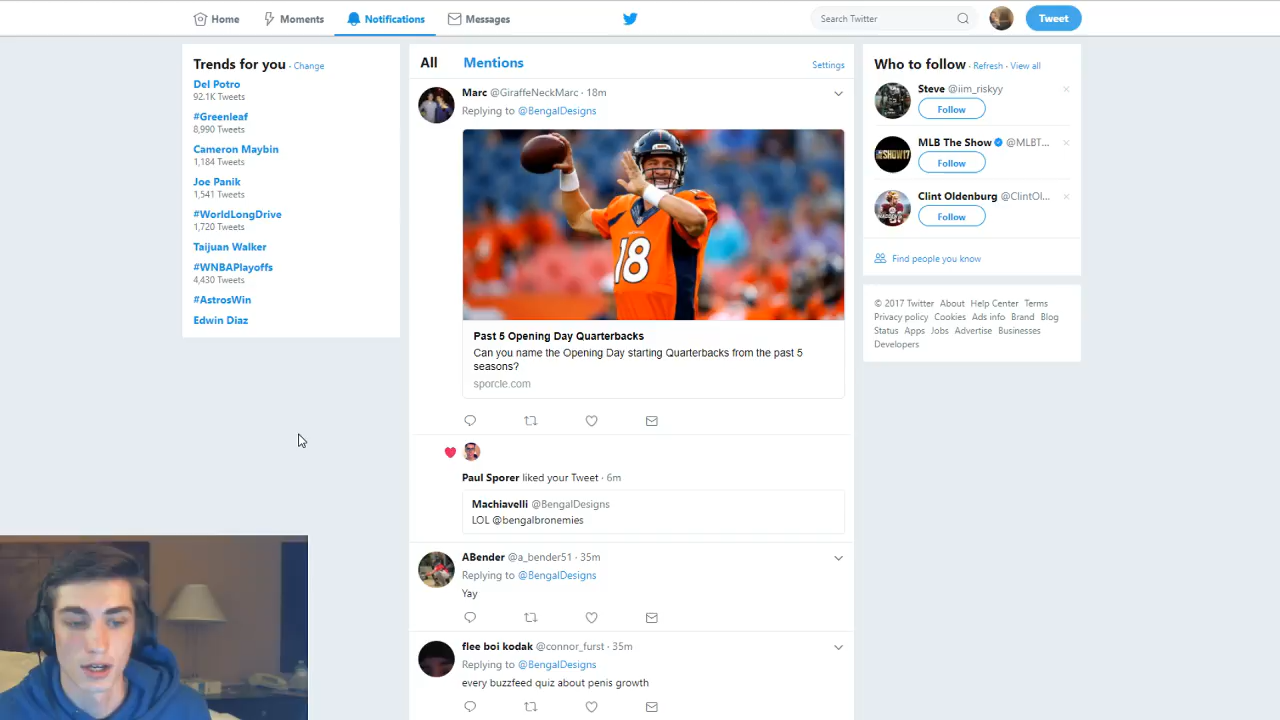 Home
Moments
Notifications
Messages
Search Twitter
Tweet
Trends for you · Change
Del Potro
92.1K Tweets
#Greenleaf
8,990 Tweets
Cameron Maybin
1,184 Tweets
Joe Panik
1,541 Tweets
#WorldLongDrive
1,720 Tweets
Taijuan Walker
#WNBAPlayoffs
4,430 Tweets
#AstrosWin
Edwin Diaz
All
Mentions
Settings
Marc @GiraffeNeckMarc · 18m
Replying to @BengalDesigns
18
Past 5 Opening Day Quarterbacks
Can you name the Opening Day starting Quarterbacks from the past 5
seasons?
sporcle.com
Paul Sporer liked your Tweet · 6m
Machiavelli @BengalDesigns
LOL @bengalbronemies
ABender @a_bender51 · 35m
Replying to @BengalDesigns
Yay
flee boi kodak @connor_furst · 35m
Replying to @BengalDesigns
every buzzfeed quiz about penis growth
Who to follow · Refresh · View all
Steve @iim_riskyy
Follow
MLB The Show @MLBT...
Follow
Clint Oldenburg @ClintOl...
Follow
Find people you know
© 2017 Twitter About Help Center Terms
Privacy policy Cookies Ads info Brand Blog
Status Apps Jobs Advertise Businesses
Developers